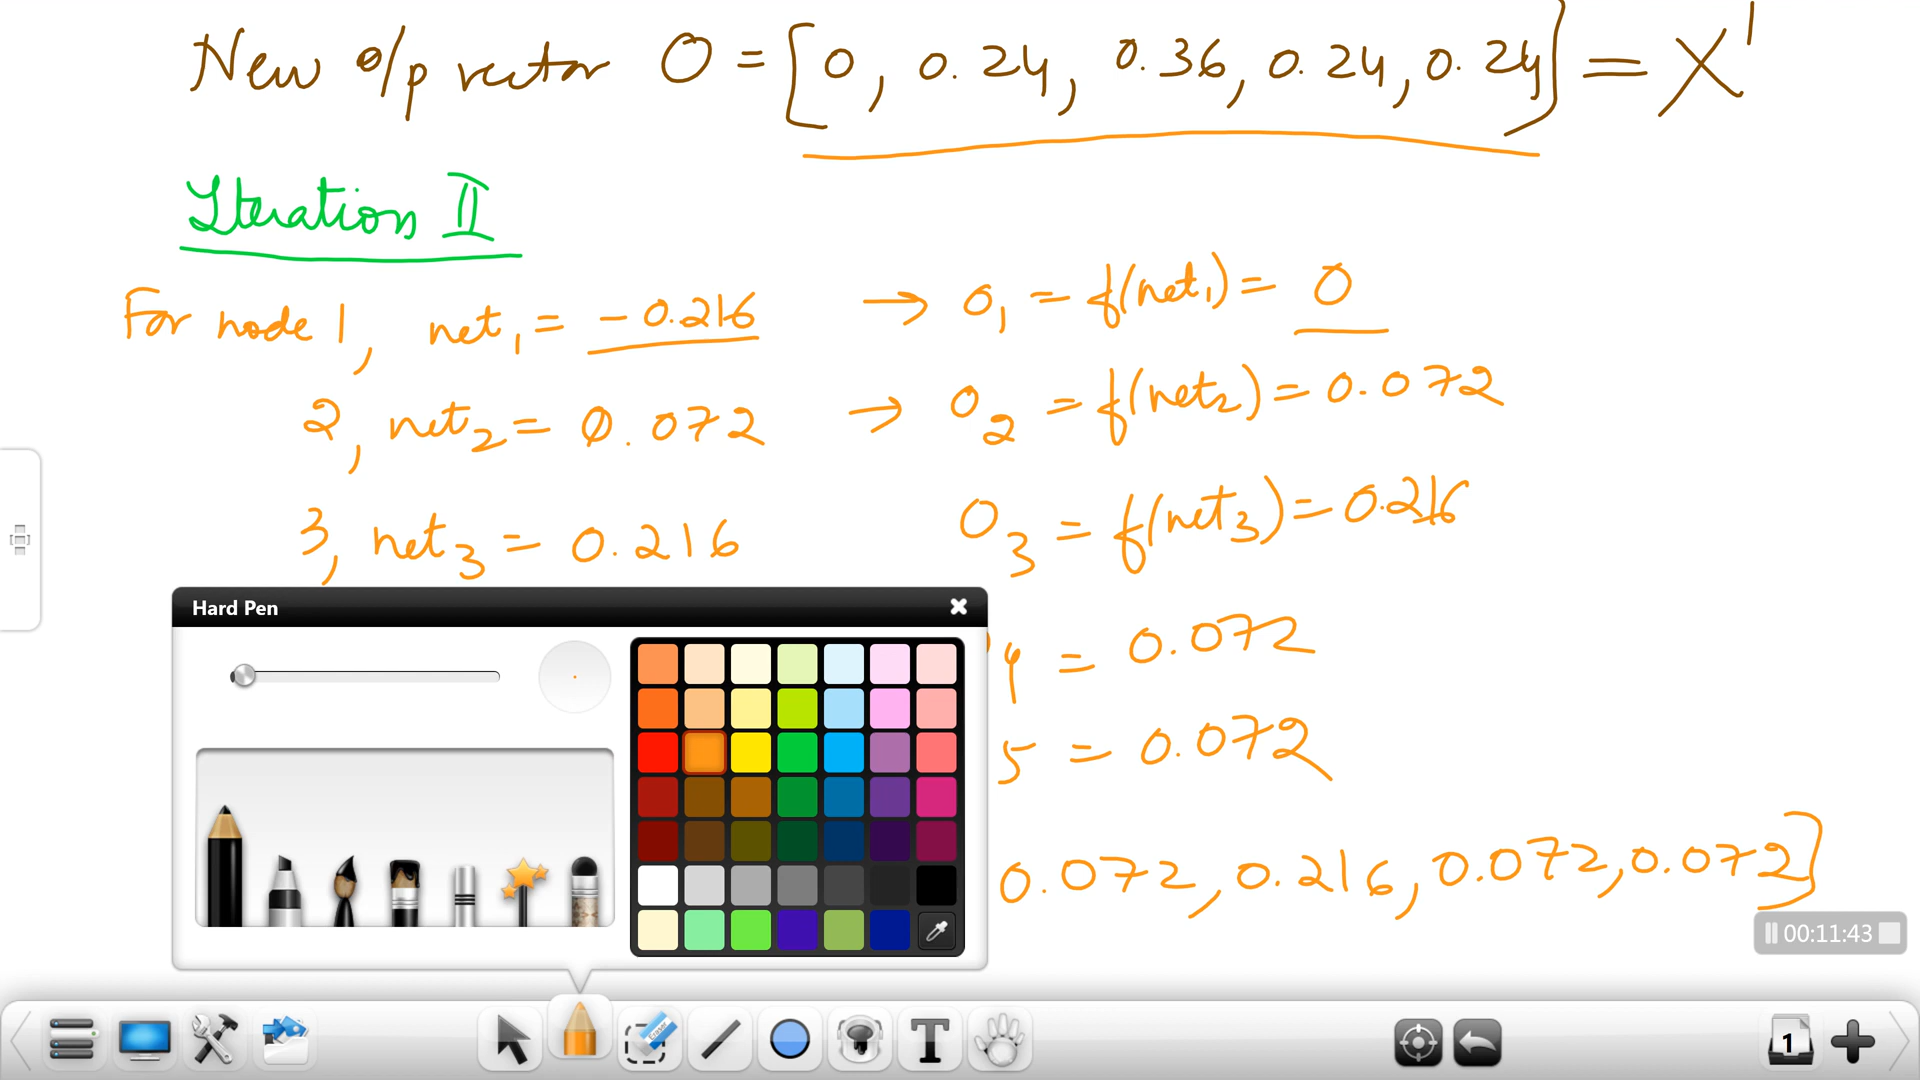 New o/p vector O = [0, 0.24, 0.36, 0.24, 0.24] = X'
Iteration II
For node 1, net₁ = -0.216 → O₁ = f(net₁) = 0
2, net₂ = 0.072 → O₂ = f(net₂) = 0.072
3, net₃ = 0.216 O₃ = f(net₃) = 0.216
Hard Pen
4 = 0.072
5 = 0.072
0.072, 0.216, 0.072, 0.072]
00:11:43
Eraser
T
1